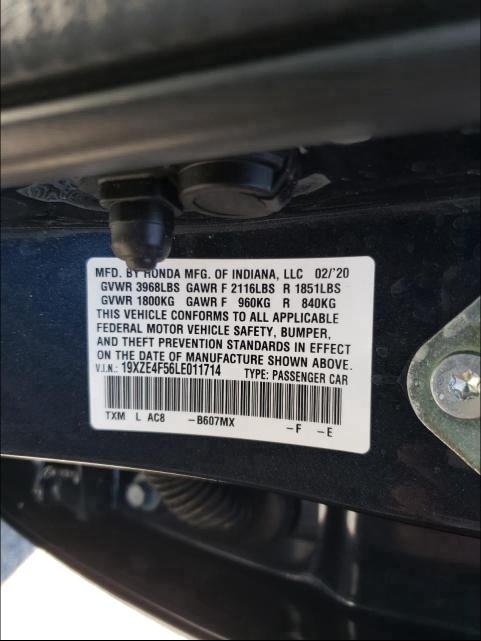 MFD. BY HONDA MFG. OF INDIANA, LLC 02/'20
GVWR 3968LBS GAWR F 2116LBS R 1851LBS
GVWR 1800KG GAWR F 960KG R 840KG
THIS VEHICLE CONFORMS TO ALL APPLICABLE
FEDERAL MOTOR VEHICLE SAFETY, BUMPER,
AND THEFT PREVENTION STANDARDS IN EFFECT
ON THE DATE OF MANUFACTURE SHOWN ABOVE.
V.I.N.: 19XZE4F56LE011714 TYPE: PASSENGER CAR
TXM L AC8 -B607MX -F -E